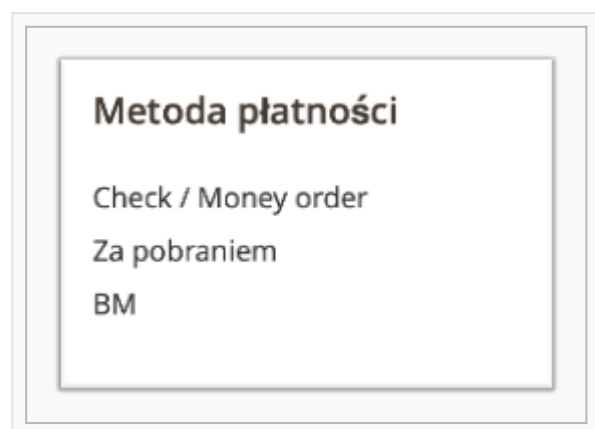 Metoda płatności
Check / Money order
Za pobraniem
BM